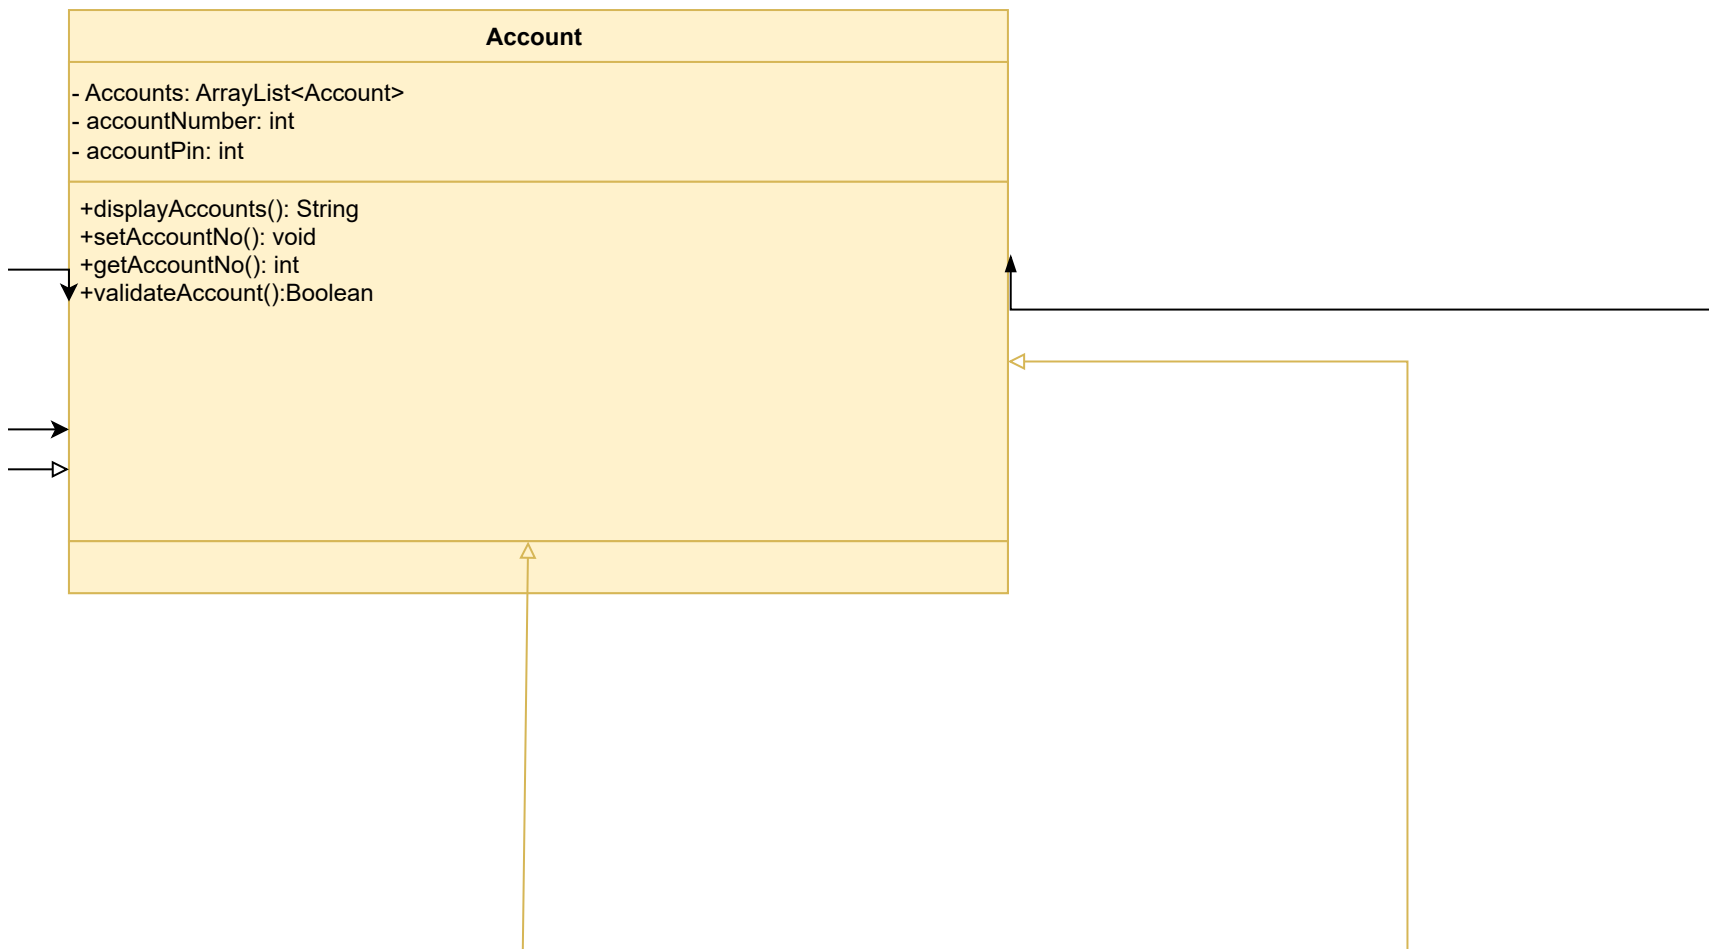 Account
- Accounts: ArrayList<Account>
- accountNumber: int
- accountPin: int
+displayAccounts(): String
+setAccountNo(): void
+getAccountNo(): int
+validateAccount():Boolean